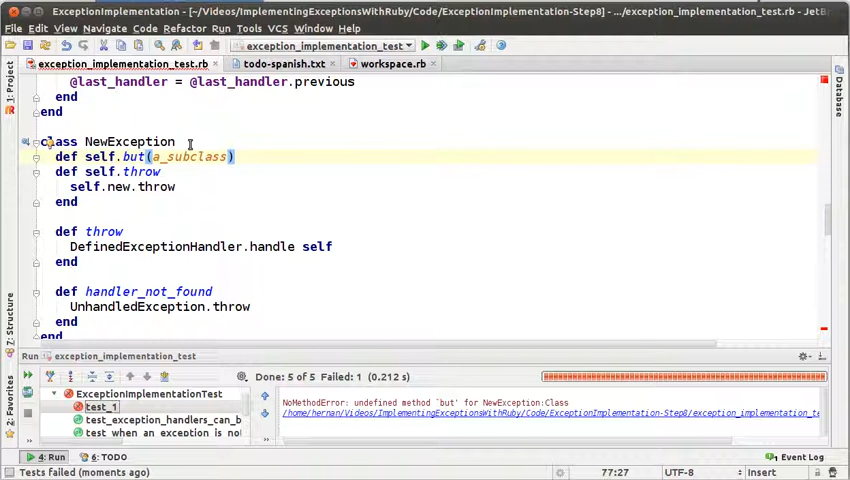 ExceptionImplementation - [~/Videos/ImplementingExceptionsWithRuby/Code/ExceptionImplementation-Step8] - .../exception_implementation_test.rb - JetBr
File Edit View Navigate Code Refactor Run Tools VCS Window Help
exception_implementation_test
exception_implementation_test.rb todo-spanish.txt workspace.rb
1: Project
Database
@last_handler = @last_handler.previous
end
end
class NewException
def self.but(a_subclass)
def self.throw
self.new.throw
end
def throw
DefinedExceptionHandler.handle self
end
def handler_not_found
UnhandledException.throw
end
end
7: Structure
2: Favorites
Run exception_implementation_test
Done: 5 of 5 Failed: 1 (0.212 s)
ExceptionImplementationTest
test_1
test_exception_handlers_can_b
test when an exception is no
NoMethodError: undefined method `but' for NewException:Class
/home/hernan/Videos/ImplementingExceptionsWithRuby/Code/ExceptionImplementation-Step8/exception_implementation_te
4: Run 6: TODO Event Log
Tests failed (moments ago) 77:27 UTF-8 Insert